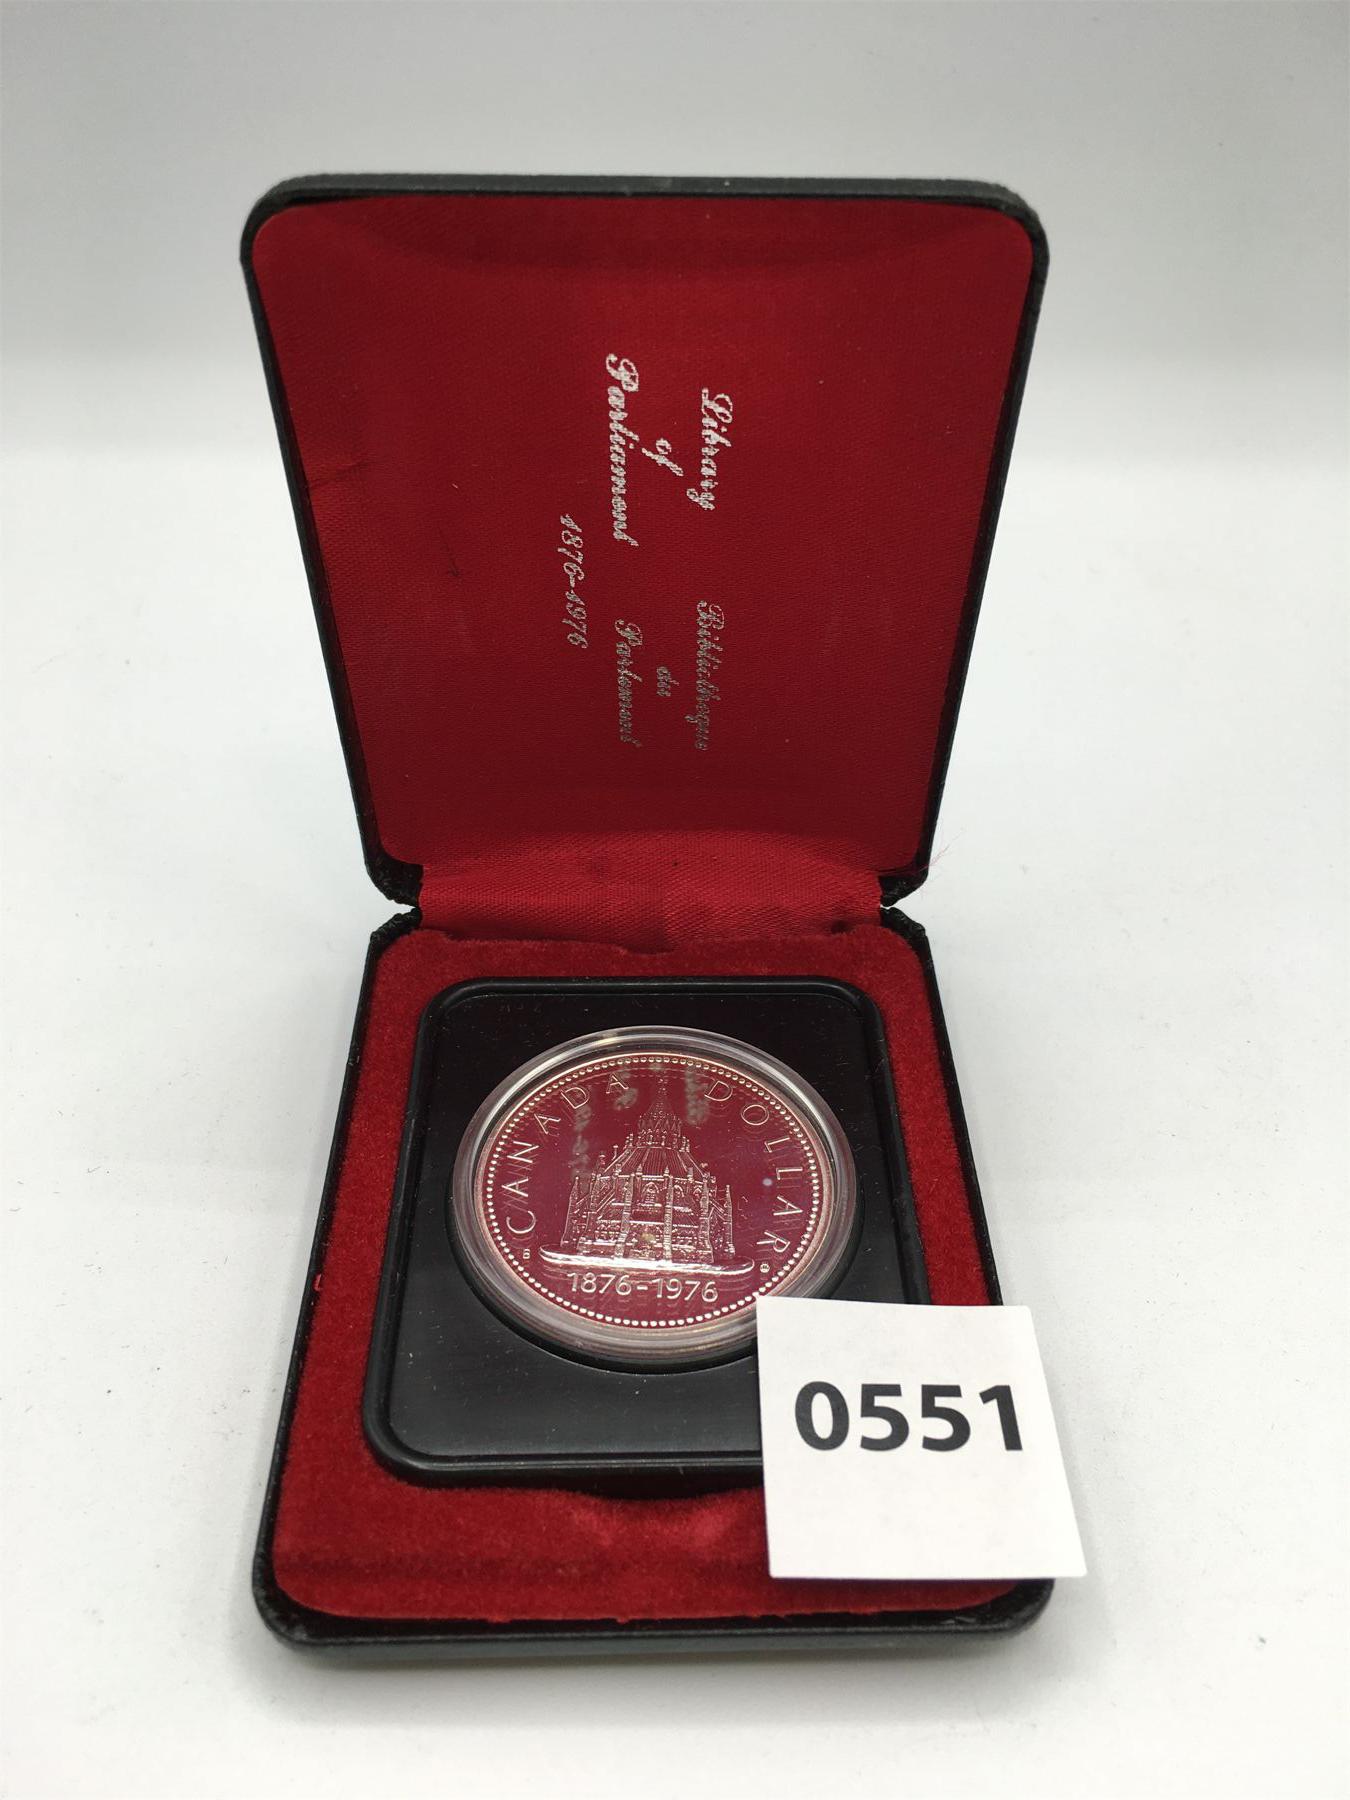 Library
of
Parliament
Bibliothèque
du
Parlement
1876-1976
CANADA DOLLAR
B
1876-1976
0551